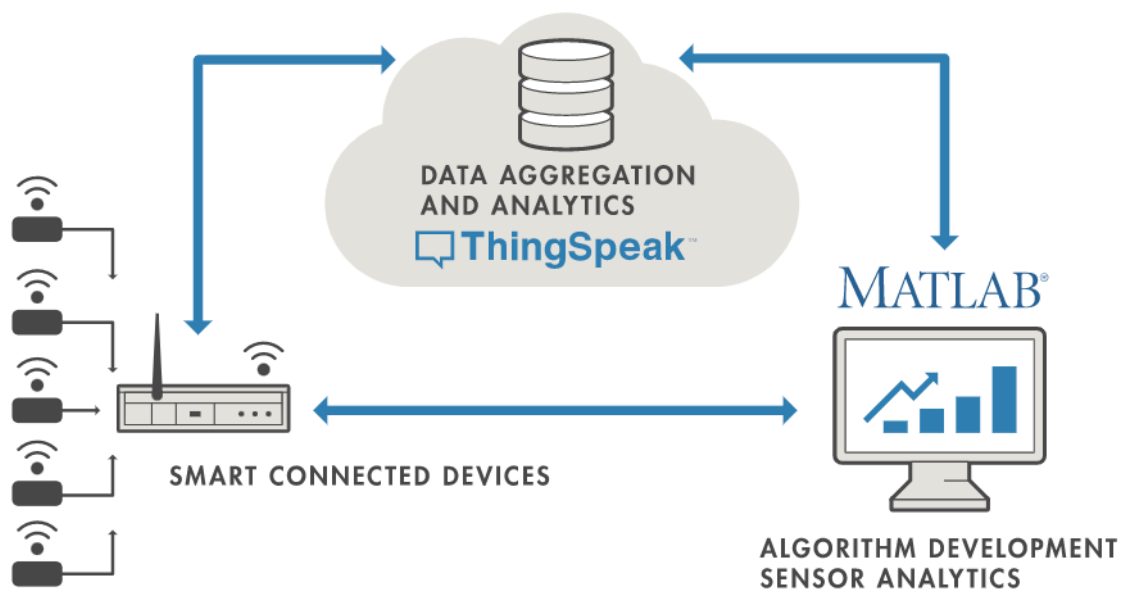 DATA AGGREGATION
AND ANALYTICS
ThingSpeak™
MATLAB®
SMART CONNECTED DEVICES
ALGORITHM DEVELOPMENT
SENSOR ANALYTICS